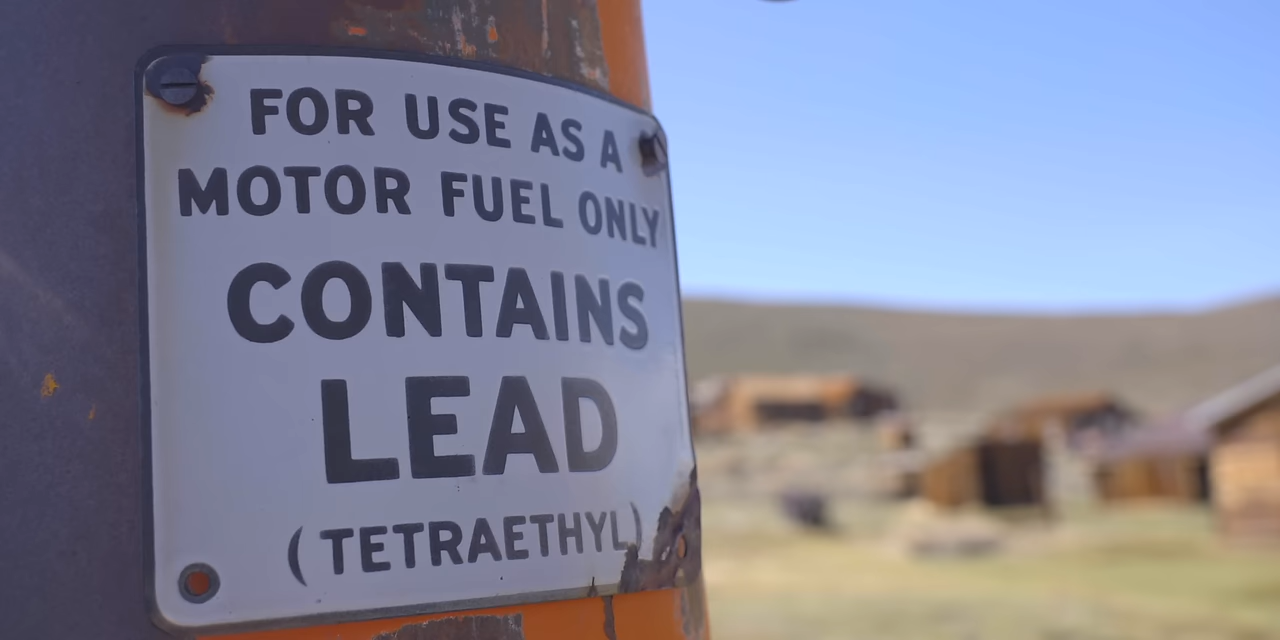 FOR USE AS A
MOTOR FUEL ONLY
CONTAINS
LEAD
(TETRAETHYL)